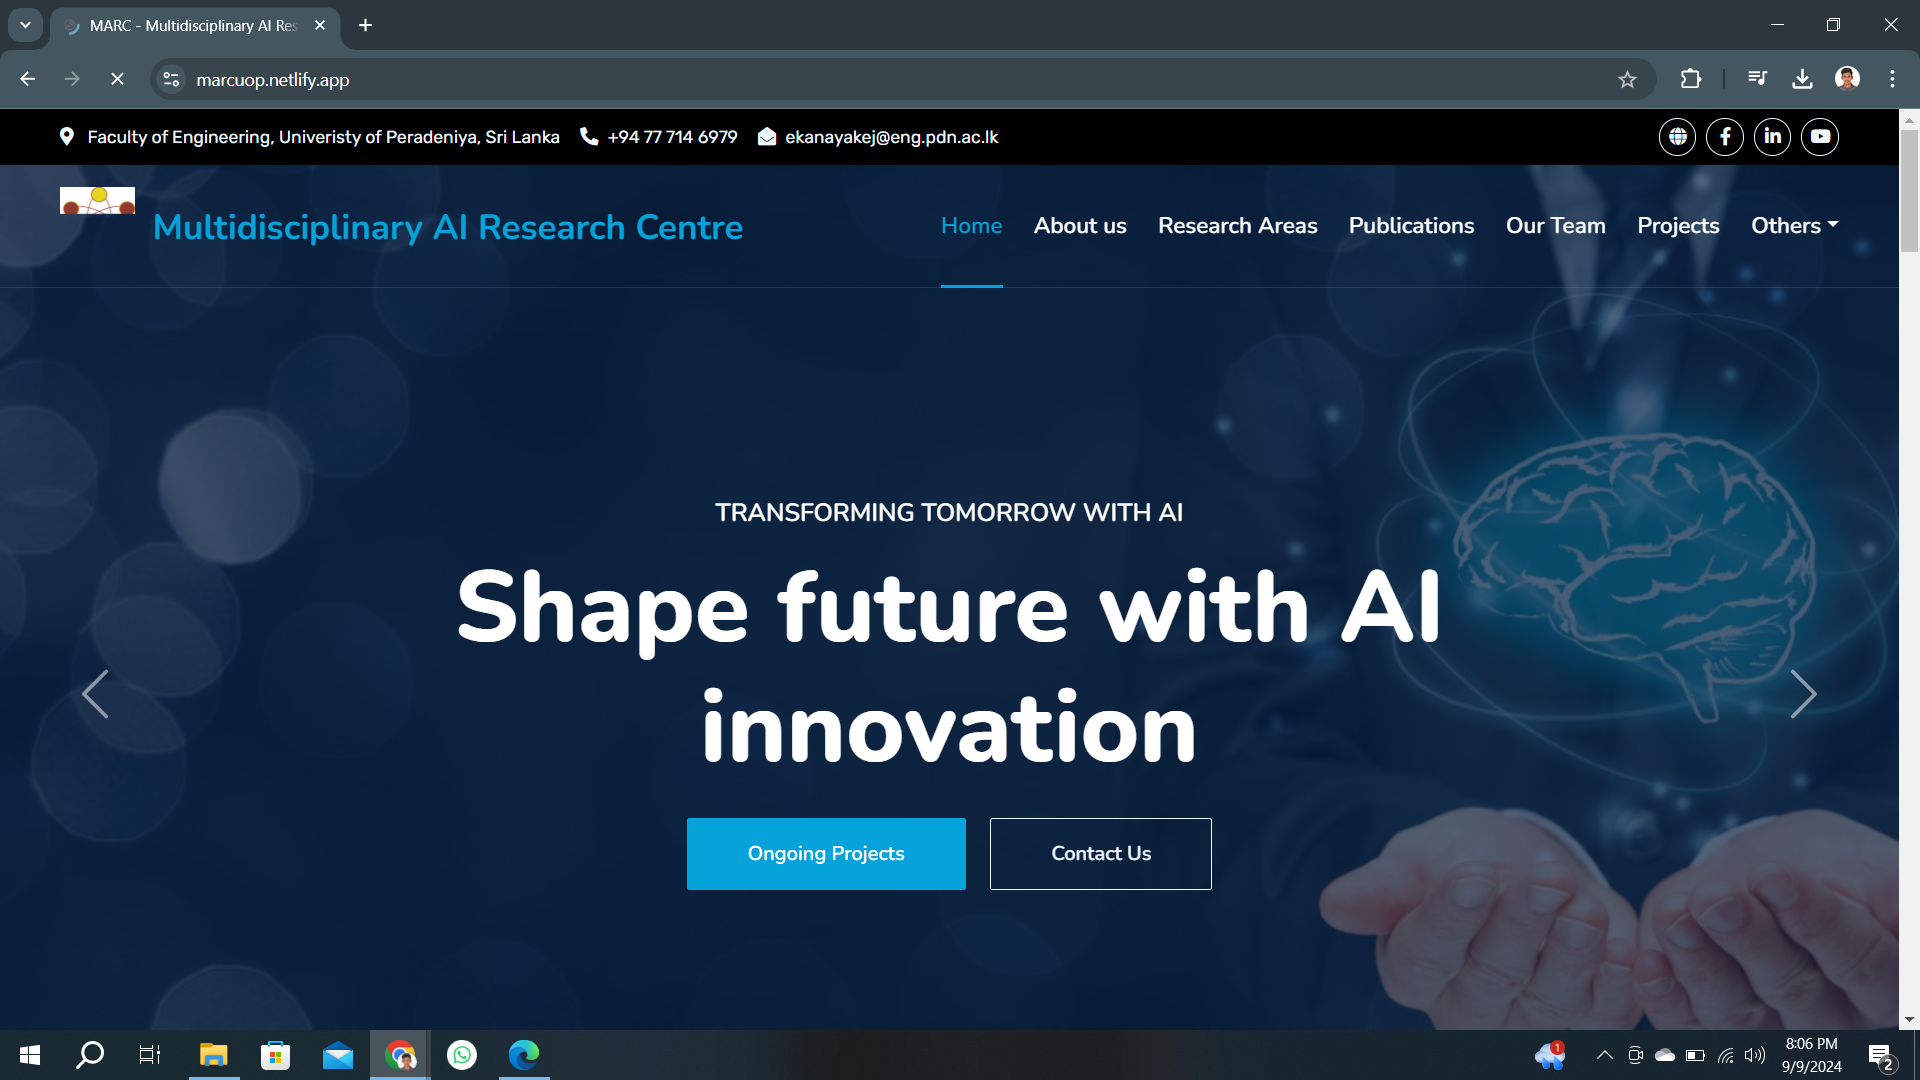 MARC - Multidisciplinary AI Res
marcuop.netlify.app
Faculty of Engineering, Univeristy of Peradeniya, Sri Lanka +94 77 714 6979 ekanayakej@eng.pdn.ac.lk
Multidisciplinary AI Research Centre
Home About us Research Areas Publications Our Team Projects Others
TRANSFORMING TOMORROW WITH AI
Shape future with AI
innovation
Ongoing Projects Contact Us
1
8:06 PM
9/9/2024
2